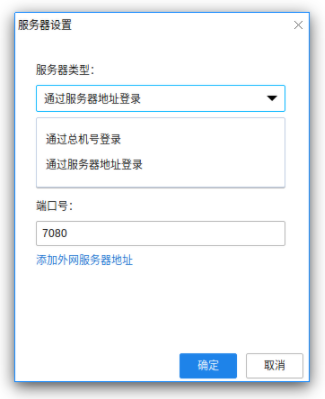 服务器设置
服务器类型:
通过服务器地址登录
通过总机号登录
通过服务器地址登录
端口号:
7080
添加外网服务器地址
确定
取消